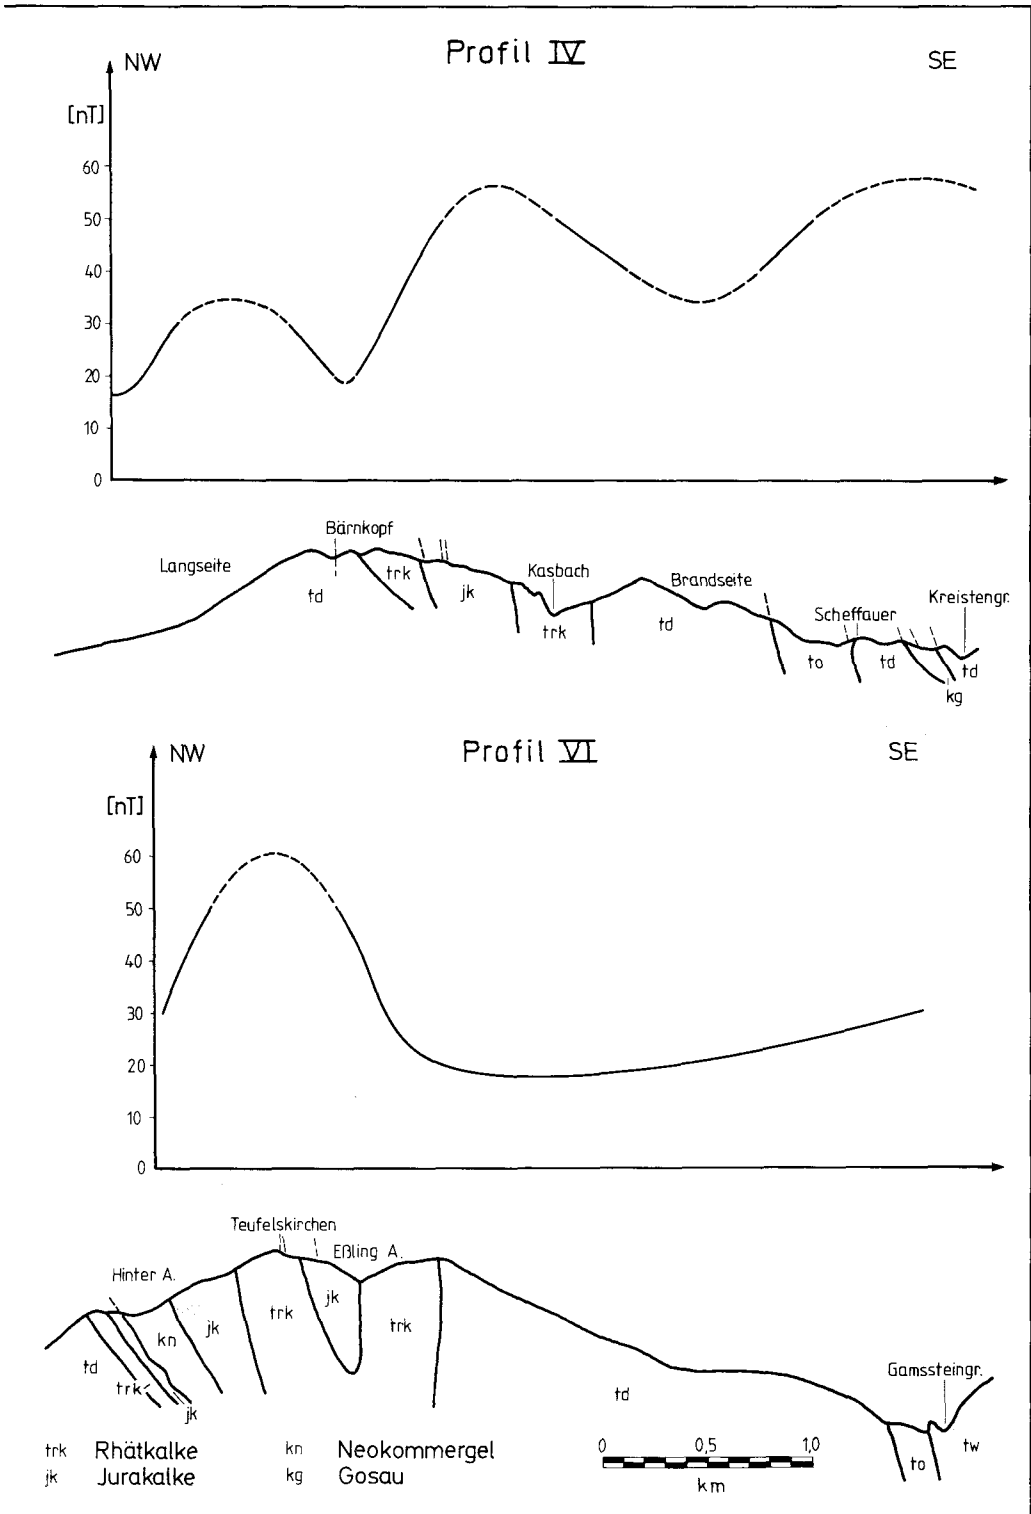 Profil IV
NW SE
[nT]
60
50
40
30
20
10
0
Bärnkopf
Langseite
Kasbach
Brandseite
trk
td
jk
trk
td
Scheffauer
Kreistengr.
to
td
td
kg
Profil VI
NW SE
[nT]
60
50
40
30
20
10
0
Teufelskirchen
Eßling A.
Hinter A.
jk
trk
trk
jk
kn
td
trk
jk
td
Gamssteingr.
to
tw
trk Rhätkalke kn Neokommergel
jk Jurakalke kg Gosau
0 0,5 1,0
km